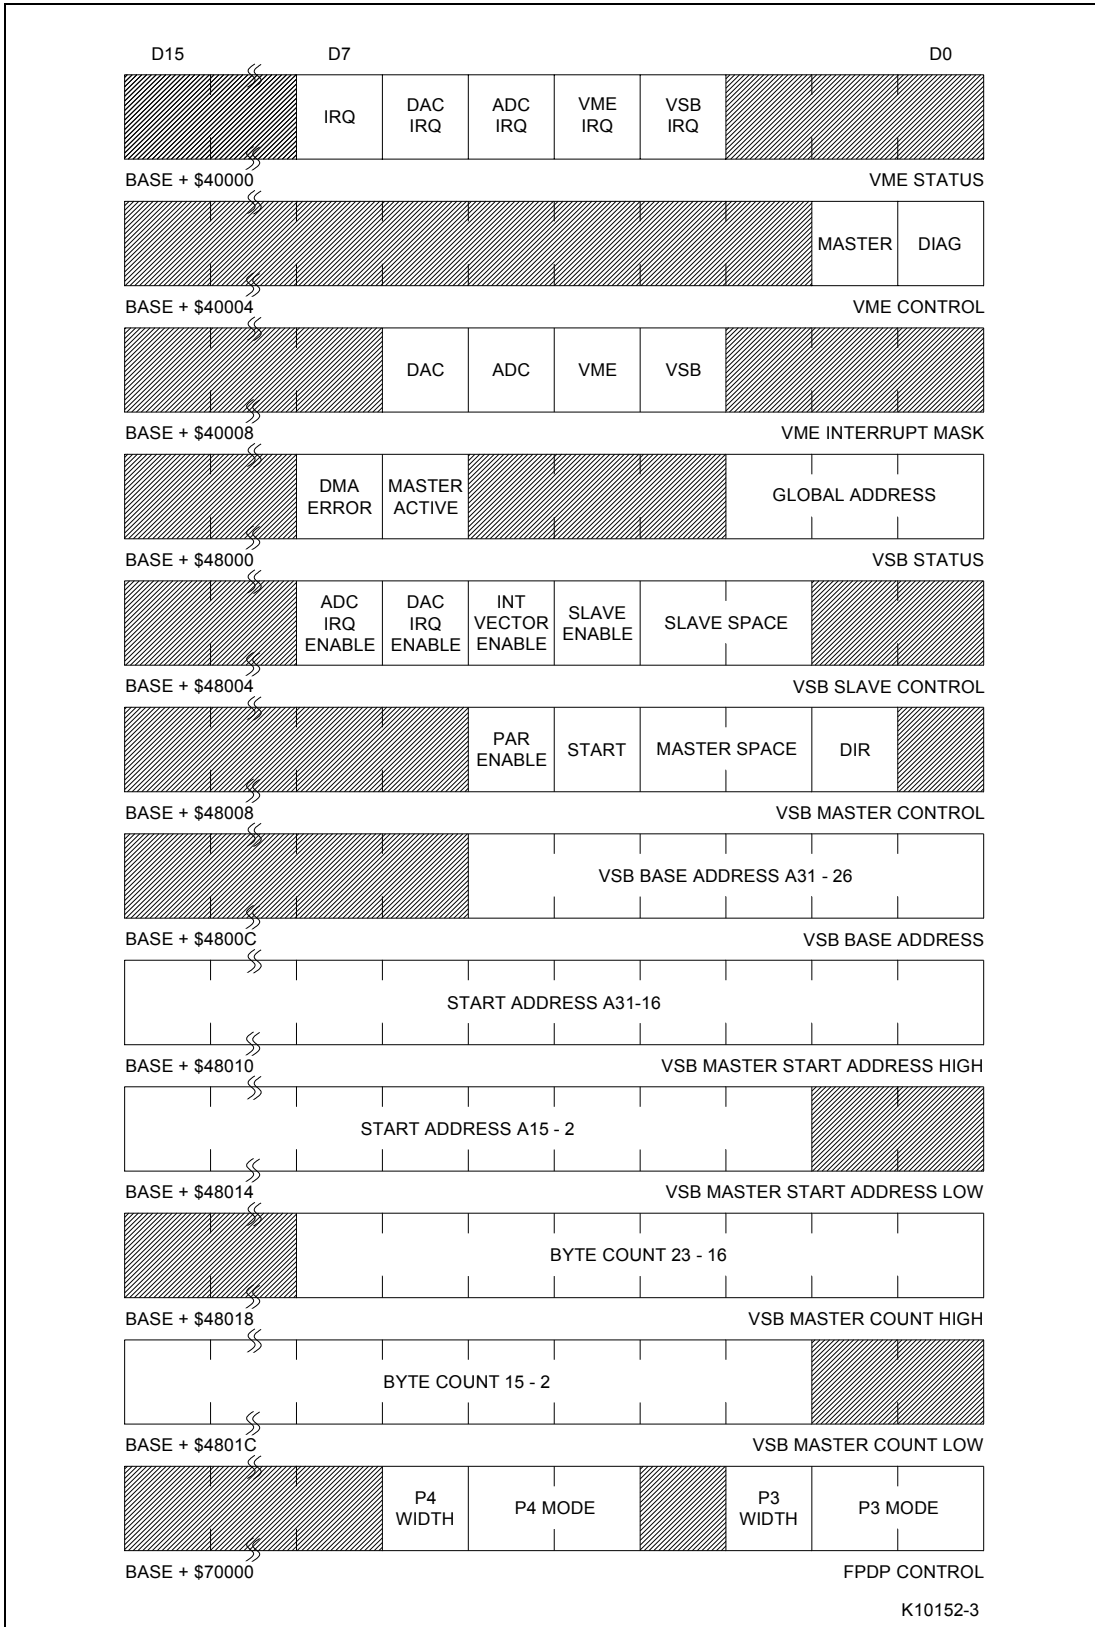 D15 D7 D0
IRQ DAC IRQ ADC IRQ VME IRQ VSB IRQ
BASE + $40000 VME STATUS
MASTER DIAG
BASE + $40004 VME CONTROL
DAC ADC VME VSB
BASE + $40008 VME INTERRUPT MASK
DMA ERROR MASTER ACTIVE GLOBAL ADDRESS
BASE + $48000 VSB STATUS
ADC IRQ ENABLE DAC IRQ ENABLE INT VECTOR ENABLE SLAVE ENABLE SLAVE SPACE
BASE + $48004 VSB SLAVE CONTROL
PAR ENABLE START MASTER SPACE DIR
BASE + $48008 VSB MASTER CONTROL
VSB BASE ADDRESS A31 - 26
BASE + $4800C VSB BASE ADDRESS
START ADDRESS A31-16
BASE + $48010 VSB MASTER START ADDRESS HIGH
START ADDRESS A15 - 2
BASE + $48014 VSB MASTER START ADDRESS LOW
BYTE COUNT 23 - 16
BASE + $48018 VSB MASTER COUNT HIGH
BYTE COUNT 15 - 2
BASE + $4801C VSB MASTER COUNT LOW
P4 WIDTH P4 MODE P3 WIDTH P3 MODE
BASE + $70000 FPDP CONTROL
K10152-3